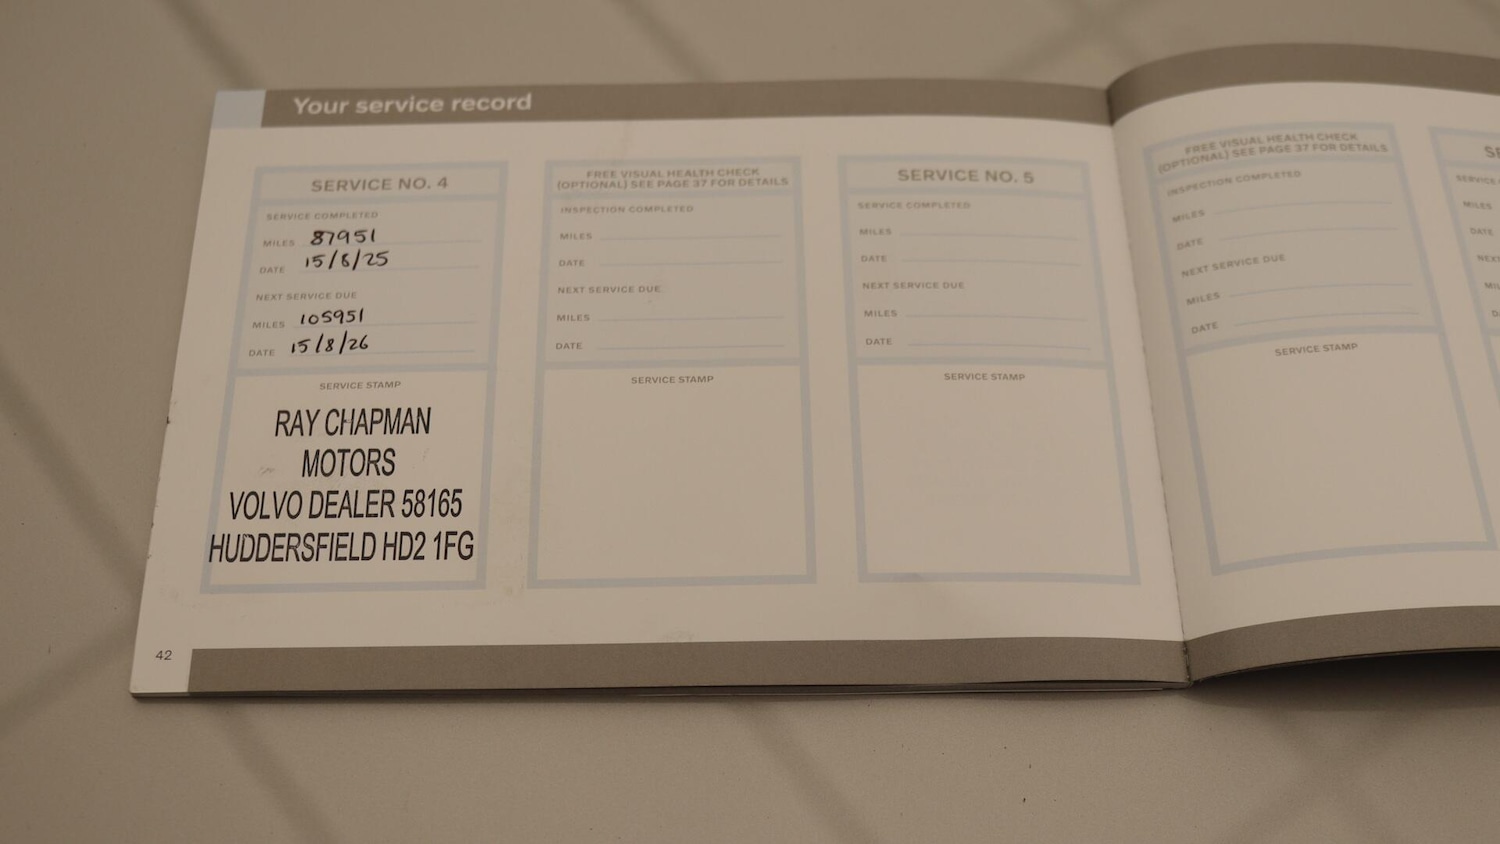 Your service record
SERVICE NO. 4
SERVICE COMPLETED
MILES 87951
DATE 15/8/25
NEXT SERVICE DUE
MILES 105951
DATE 15/8/26
SERVICE STAMP
RAY CHAPMAN
MOTORS
VOLVO DEALER 58165
HUDDERSFIELD HD2 1FG
FREE VISUAL HEALTH CHECK
(OPTIONAL) SEE PAGE 37 FOR DETAILS
INSPECTION COMPLETED
MILES
DATE
NEXT SERVICE DUE
MILES
DATE
SERVICE STAMP
SERVICE NO. 5
SERVICE COMPLETED
MILES
DATE
NEXT SERVICE DUE
MILES
DATE
SERVICE STAMP
42
FREE VISUAL HEALTH CHECK
(OPTIONAL) SEE PAGE 37 FOR DETAILS
INSPECTION COMPLETED
MILES
DATE
NEXT SERVICE DUE
MILES
DATE
SERVICE STAMP
SERVICE
MILES
DATE